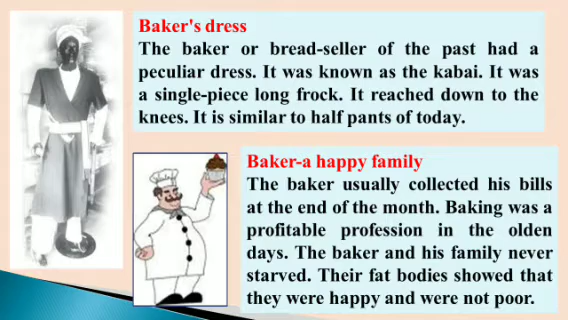 Baker's dress
The baker or bread-seller of the past had a
peculiar dress. It was known as the kabai. It was
a single-piece long frock. It reached down to the
knees. It is similar to half pants of today.
Baker-a happy family
The baker usually collected his bills
at the end of the month. Baking was a
profitable profession in the olden
days. The baker and his family never
starved. Their fat bodies showed that
they were happy and were not poor.